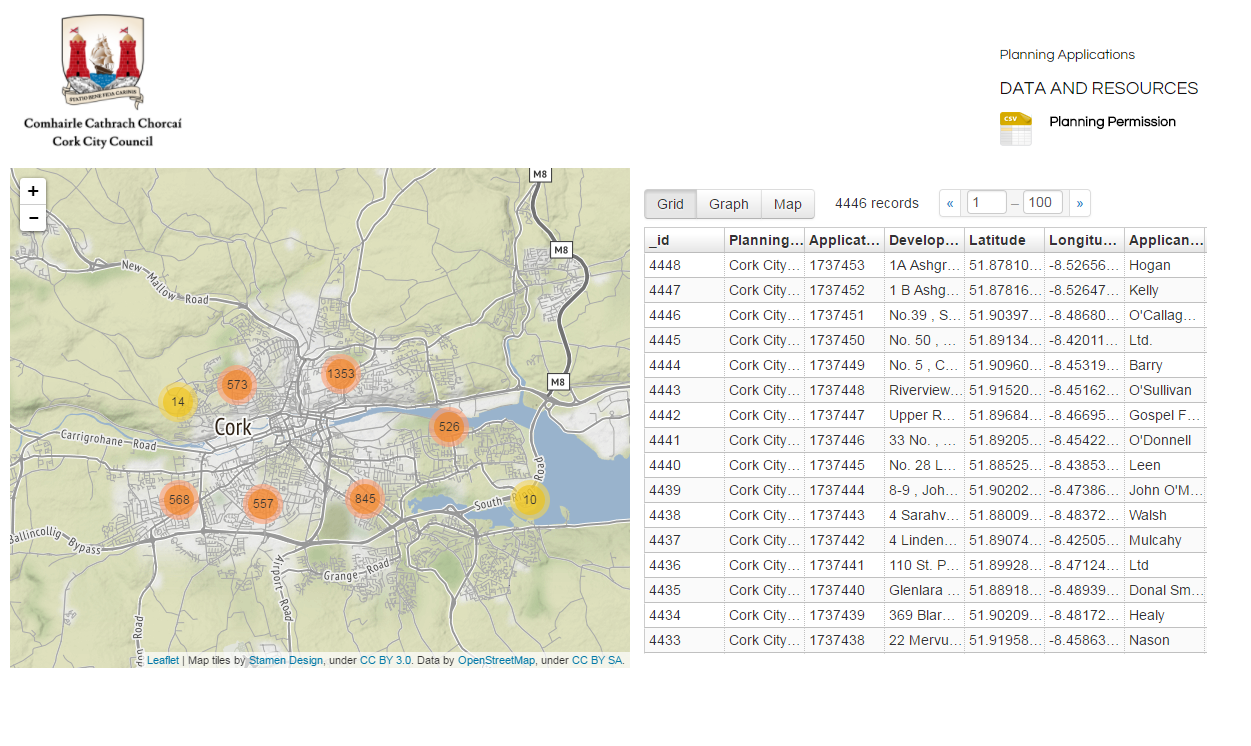 STATIO BENE FIDA CARINIS
Comhairle Cathrach Chorcaí
Cork City Council
Planning Applications
DATA AND RESOURCES
CSV
Planning Permission
+
−
M8
M8
M8
New Mallow Road
573
1353
14
Cork
526
Carrigrohane Road
568
557
845
South
Road
10
Ballincollig Bypass
Airport Road
Grange Road
Road
Leaflet | Map tiles by Stamen Design, under CC BY 3.0. Data by OpenStreetMap, under CC BY SA.
Grid Graph Map 4446 records « 1 – 100 »
_id Planning... Applicat... Develop... Latitude Longitu... Applican...
4448 Cork City... 1737453 1A Ashgr... 51.87810... -8.52656... Hogan
4447 Cork City... 1737452 1 B Ashg... 51.87816... -8.52647... Kelly
4446 Cork City... 1737451 No.39 , S... 51.90397... -8.48680... O'Callag...
4445 Cork City... 1737450 No. 50 , ... 51.89134... -8.42011... Ltd.
4444 Cork City... 1737449 No. 5 , C... 51.90960... -8.45319... Barry
4443 Cork City... 1737448 Riverview... 51.91520... -8.45162... O'Sullivan
4442 Cork City... 1737447 Upper R... 51.89684... -8.46695... Gospel F...
4441 Cork City... 1737446 33 No. , ... 51.89205... -8.45422... O'Donnell
4440 Cork City... 1737445 No. 28 L... 51.88525... -8.43853... Leen
4439 Cork City... 1737444 8-9 , Joh... 51.90202... -8.47386... John O'M...
4438 Cork City... 1737443 4 Sarahv... 51.88009... -8.48372... Walsh
4437 Cork City... 1737442 4 Linden... 51.89074... -8.42505... Mulcahy
4436 Cork City... 1737441 110 St. P... 51.89928... -8.47124... Ltd
4435 Cork City... 1737440 Glenlara ... 51.88918... -8.48939... Donal Sm...
4434 Cork City... 1737439 369 Blar... 51.90209... -8.48172... Healy
4433 Cork City... 1737438 22 Mervu... 51.91958... -8.45863... Nason